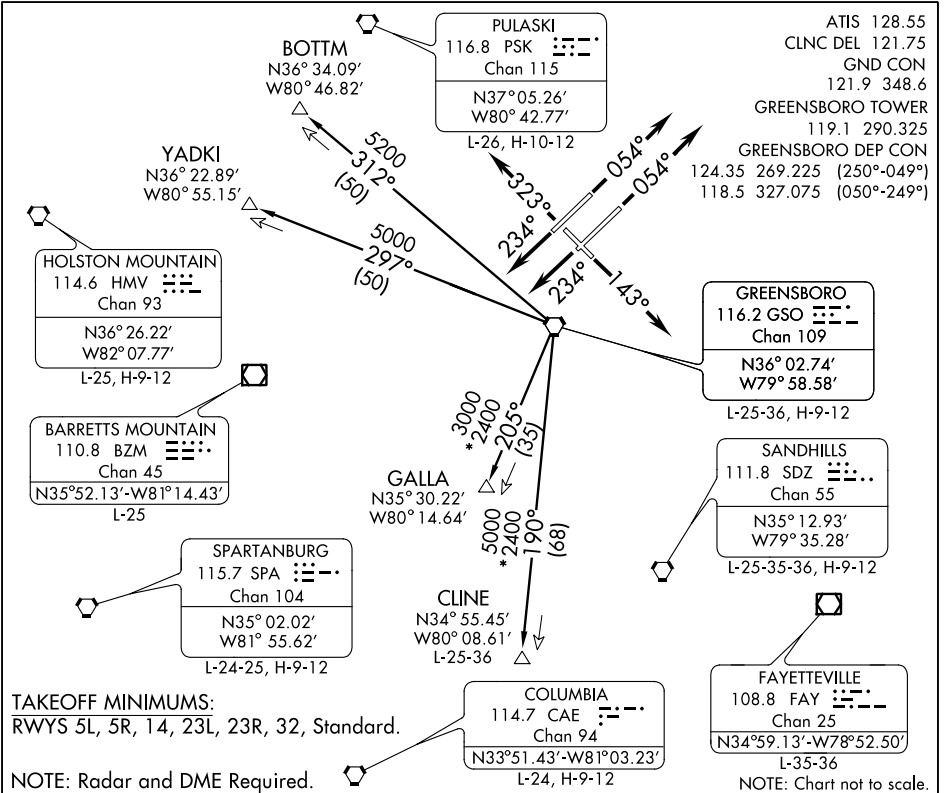 ATIS 128.55
CLNC DEL 121.75
GND CON
121.9 348.6
GREENSBORO TOWER
119.1 290.325
GREENSBORO DEP CON
124.35 269.225 (250°-049°)
118.5 327.075 (050°-249°)
PULASKI
116.8 PSK
Chan 115
N37°05.26'
W80°42.77'
L-26, H-10-12
BOTTM
N36°34.09'
W80°46.82'
YADKI
N36°22.89'
W80°55.15'
5200
312°
(50)
5000
297°
(50)
323°
054°
054°
234°
234°
143°
HOLSTON MOUNTAIN
114.6 HMV
Chan 93
N36°26.22'
W82°07.77'
L-25, H-9-12
GREENSBORO
116.2 GSO
Chan 109
N36°02.74'
W79°58.58'
L-25-36, H-9-12
BARRETTS MOUNTAIN
110.8 BZM
Chan 45
N35°52.13'-W81°14.43'
L-25
3000
*2400
205°
(35)
GALLA
N35°30.22'
W80°14.64'
5000
*2400
190°
(68)
SANDHILLS
111.8 SDZ
Chan 55
N35°12.93'
W79°35.28'
L-25-35-36, H-9-12
SPARTANBURG
115.7 SPA
Chan 104
N35°02.02'
W81°55.62'
L-24-25, H-9-12
CLINE
N34°55.45'
W80°08.61'
L-25-36
FAYETTEVILLE
108.8 FAY
Chan 25
N34°59.13'-W78°52.50'
L-35-36
COLUMBIA
114.7 CAE
Chan 94
N33°51.43'-W81°03.23'
L-24, H-9-12
TAKEOFF MINIMUMS:
RWYS 5L, 5R, 14, 23L, 23R, 32, Standard.
NOTE: Radar and DME Required.
NOTE: Chart not to scale.